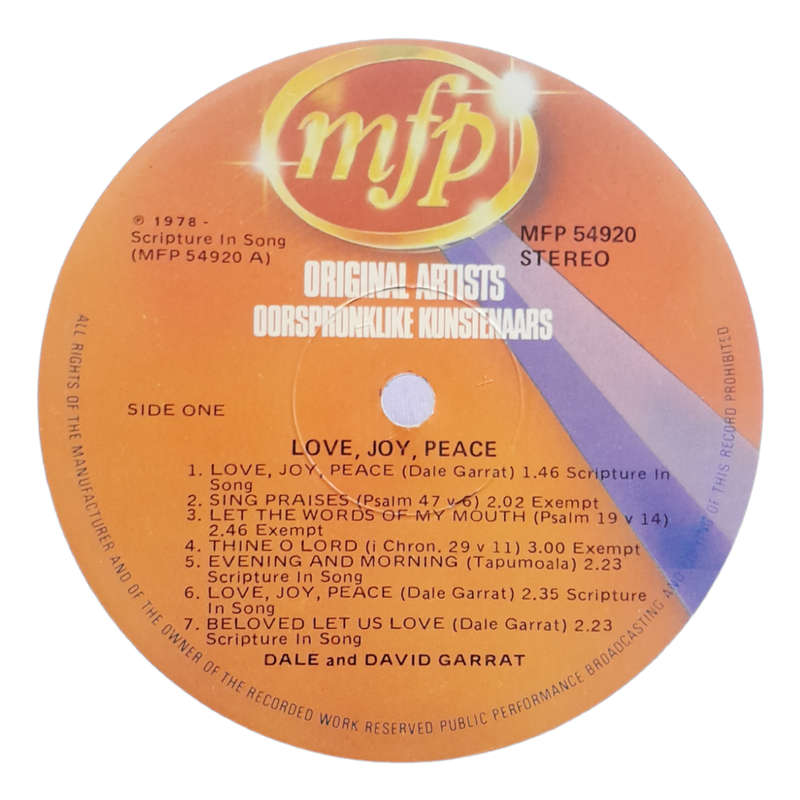 mfp
℗ 1978 -
Scripture In Song
(MFP 54920 A)
MFP 54920
STEREO
ORIGINAL ARTISTS
OORSPRONKLIKE KUNSTENAARS
SIDE ONE
LOVE, JOY, PEACE
1. LOVE, JOY, PEACE (Dale Garrat) 1.46 Scripture In
Song
2. SING PRAISES (Psalm 47 v 6) 2.02 Exempt
3. LET THE WORDS OF MY MOUTH (Psalm 19 v 14)
2.46 Exempt
4. THINE O LORD (i Chron. 29 v 11) 3.00 Exempt
5. EVENING AND MORNING (Tapumoala) 2.23
Scripture In Song
6. LOVE, JOY, PEACE (Dale Garrat) 2.35 Scripture
In Song
7. BELOVED LET US LOVE (Dale Garrat) 2.23
Scripture In Song
DALE and DAVID GARRAT
ALL RIGHTS OF THE MANUFACTURER AND OF THE OWNER OF THE RECORDED WORK RESERVED PUBLIC PERFORMANCE BROADCASTING AND COPYING OF THIS RECORD PROHIBITED